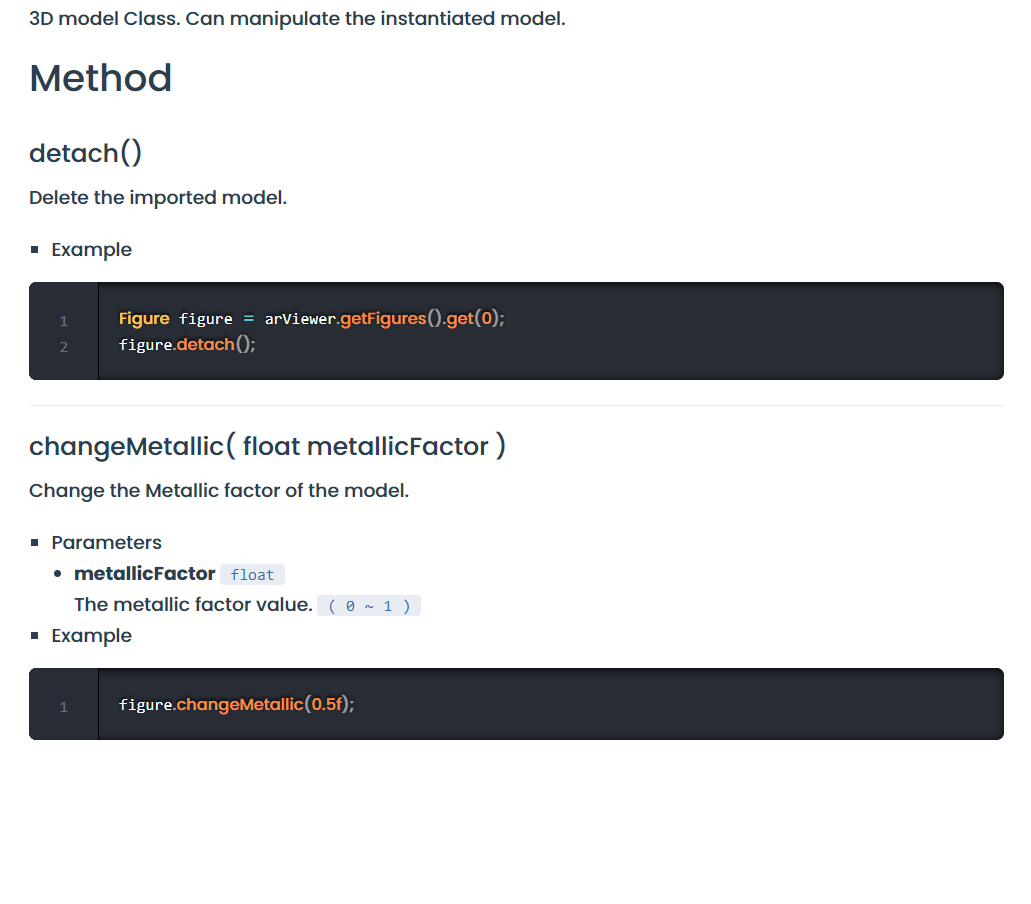 3D model Class. Can manipulate the instantiated model.
Method
detach()
Delete the imported model.
Example
1 Figure figure = arViewer.getFigures().get(0);
2 figure.detach();
changeMetallic( float metallicFactor )
Change the Metallic factor of the model.
Parameters
metallicFactor float
The metallic factor value. ( 0 ~ 1 )
Example
1 figure.changeMetallic(0.5f);